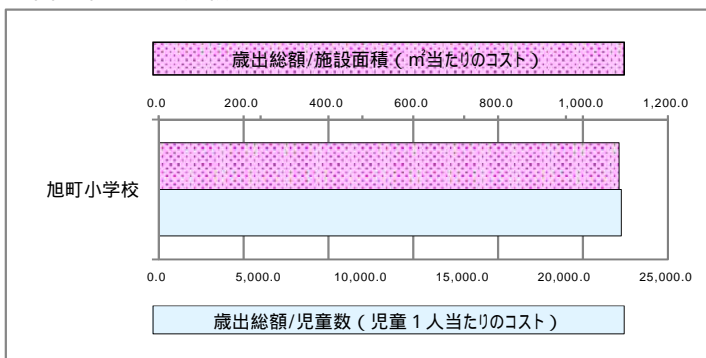 歳出総額/施設面積（㎡当たりのコスト）
0.0 200.0 400.0 600.0 800.0 1,000.0 1,200.0
旭町小学校
0.0 5,000.0 10,000.0 15,000.0 20,000.0 25,000.0
歳出総額/児童数（児童１人当たりのコスト）